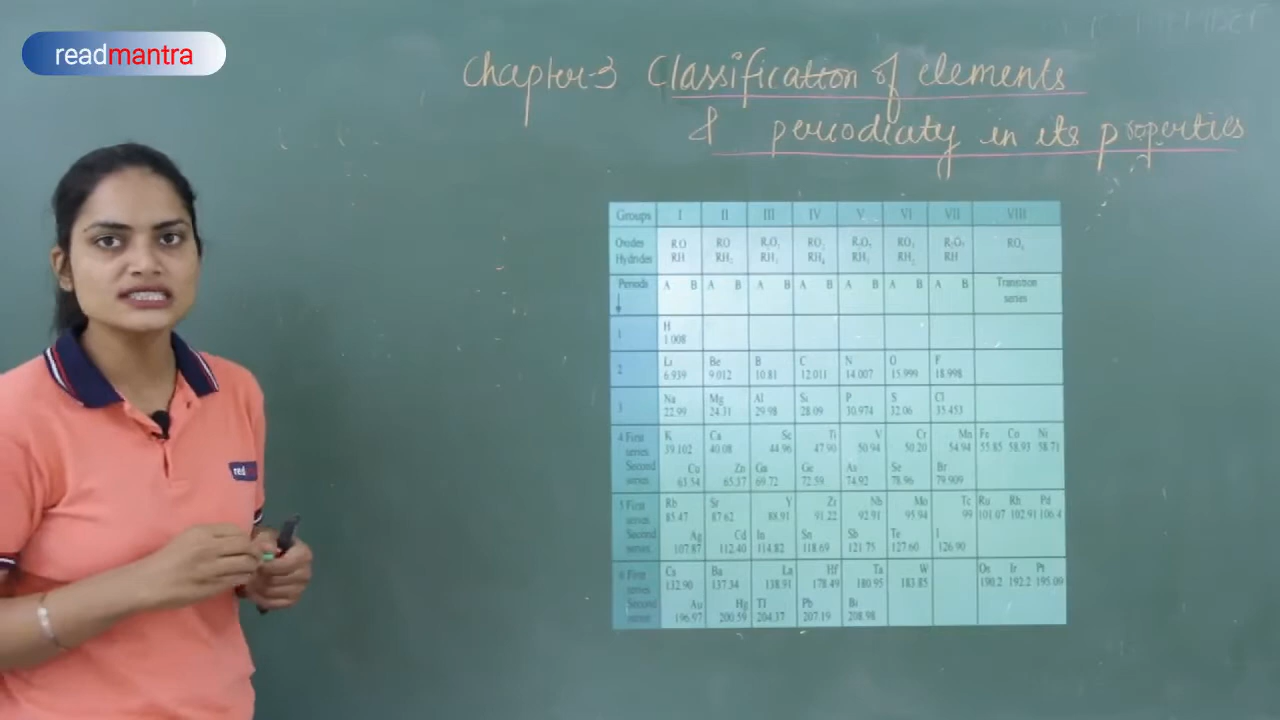 readmantra
Chapter-3 Classification of elements
& periodicity in its properties
Groups I II III IV V VI VII VIII
Oxides RO RO R₂O₃ RO₂ R₂O₅ RO₃ R₂O₇ RO₄
Hydrides RH RH₂ RH₃ RH₄ RH₃ RH₂ RH
Periods A B A B A B A B A B A B A B Transition
↓ series
1 H
1.008
2 Li Be B C N O F
6.939 9.012 10.81 12.011 14.007 15.999 18.998
3 Na Mg Al Si P S Cl
22.99 24.31 29.98 28.09 30.974 32.06 35.453
4 First K Ca Sc Ti V Cr Mn Fe Co Ni
series 39.102 40.08 44.96 47.90 50.94 50.20 54.94 55.85 58.93 58.71
Second Cu Zn Ga Ge As Se Br
series 63.54 65.37 69.72 72.59 74.92 78.96 79.909
5 First Rb Sr Y Zr Nb Mo Tc Ru Rh Pd
series 85.47 87.62 88.91 91.22 92.91 95.94 99 101.07 102.91 106.4
Second Ag Cd In Sn Sb Te I
series 107.87 112.40 114.82 118.69 121.75 127.60 126.90
6 First Cs Ba La Hf Ta W Os Ir Pt
series 132.90 137.34 138.91 178.49 180.95 183.85 190.2 192.2 195.09
Second Au Hg Tl Pb Bi
series 196.97 200.59 204.37 207.19 208.98
red